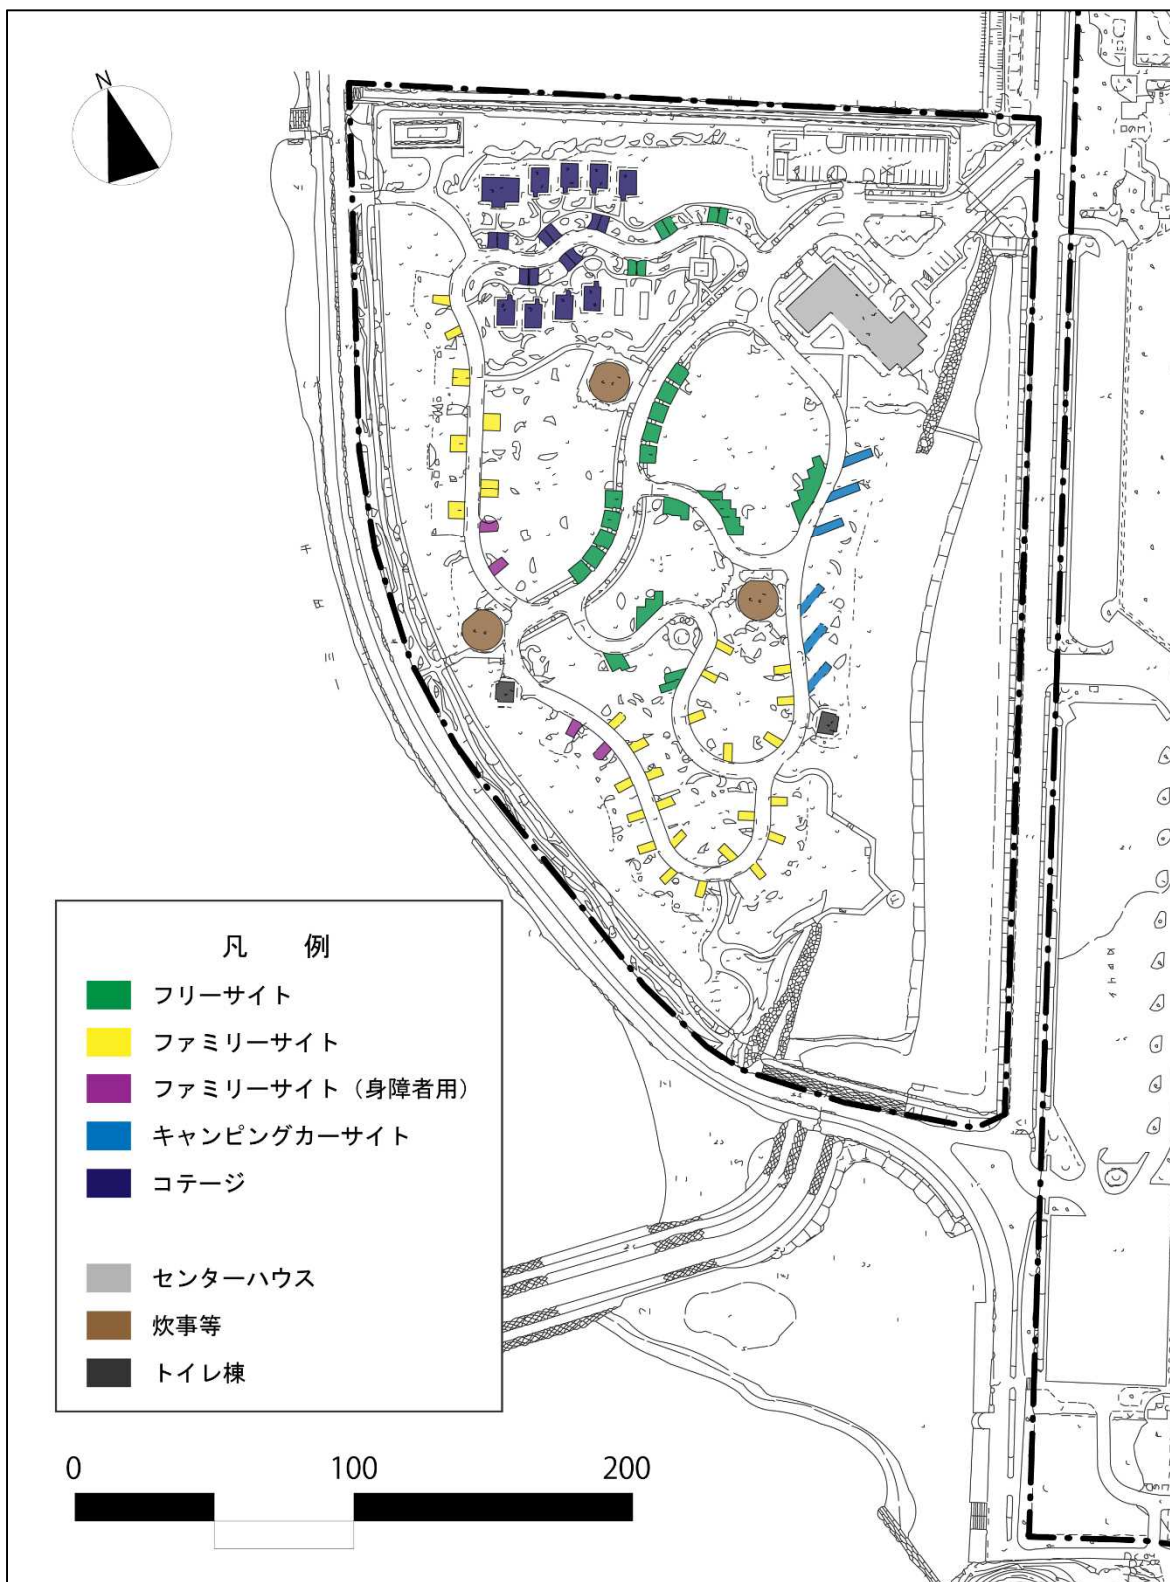 N
凡 例
フリーサイト
ファミリーサイト
ファミリーサイト（身障者用）
キャンピングカーサイト
コテージ
センターハウス
炊事等
トイレ棟
0 100 200